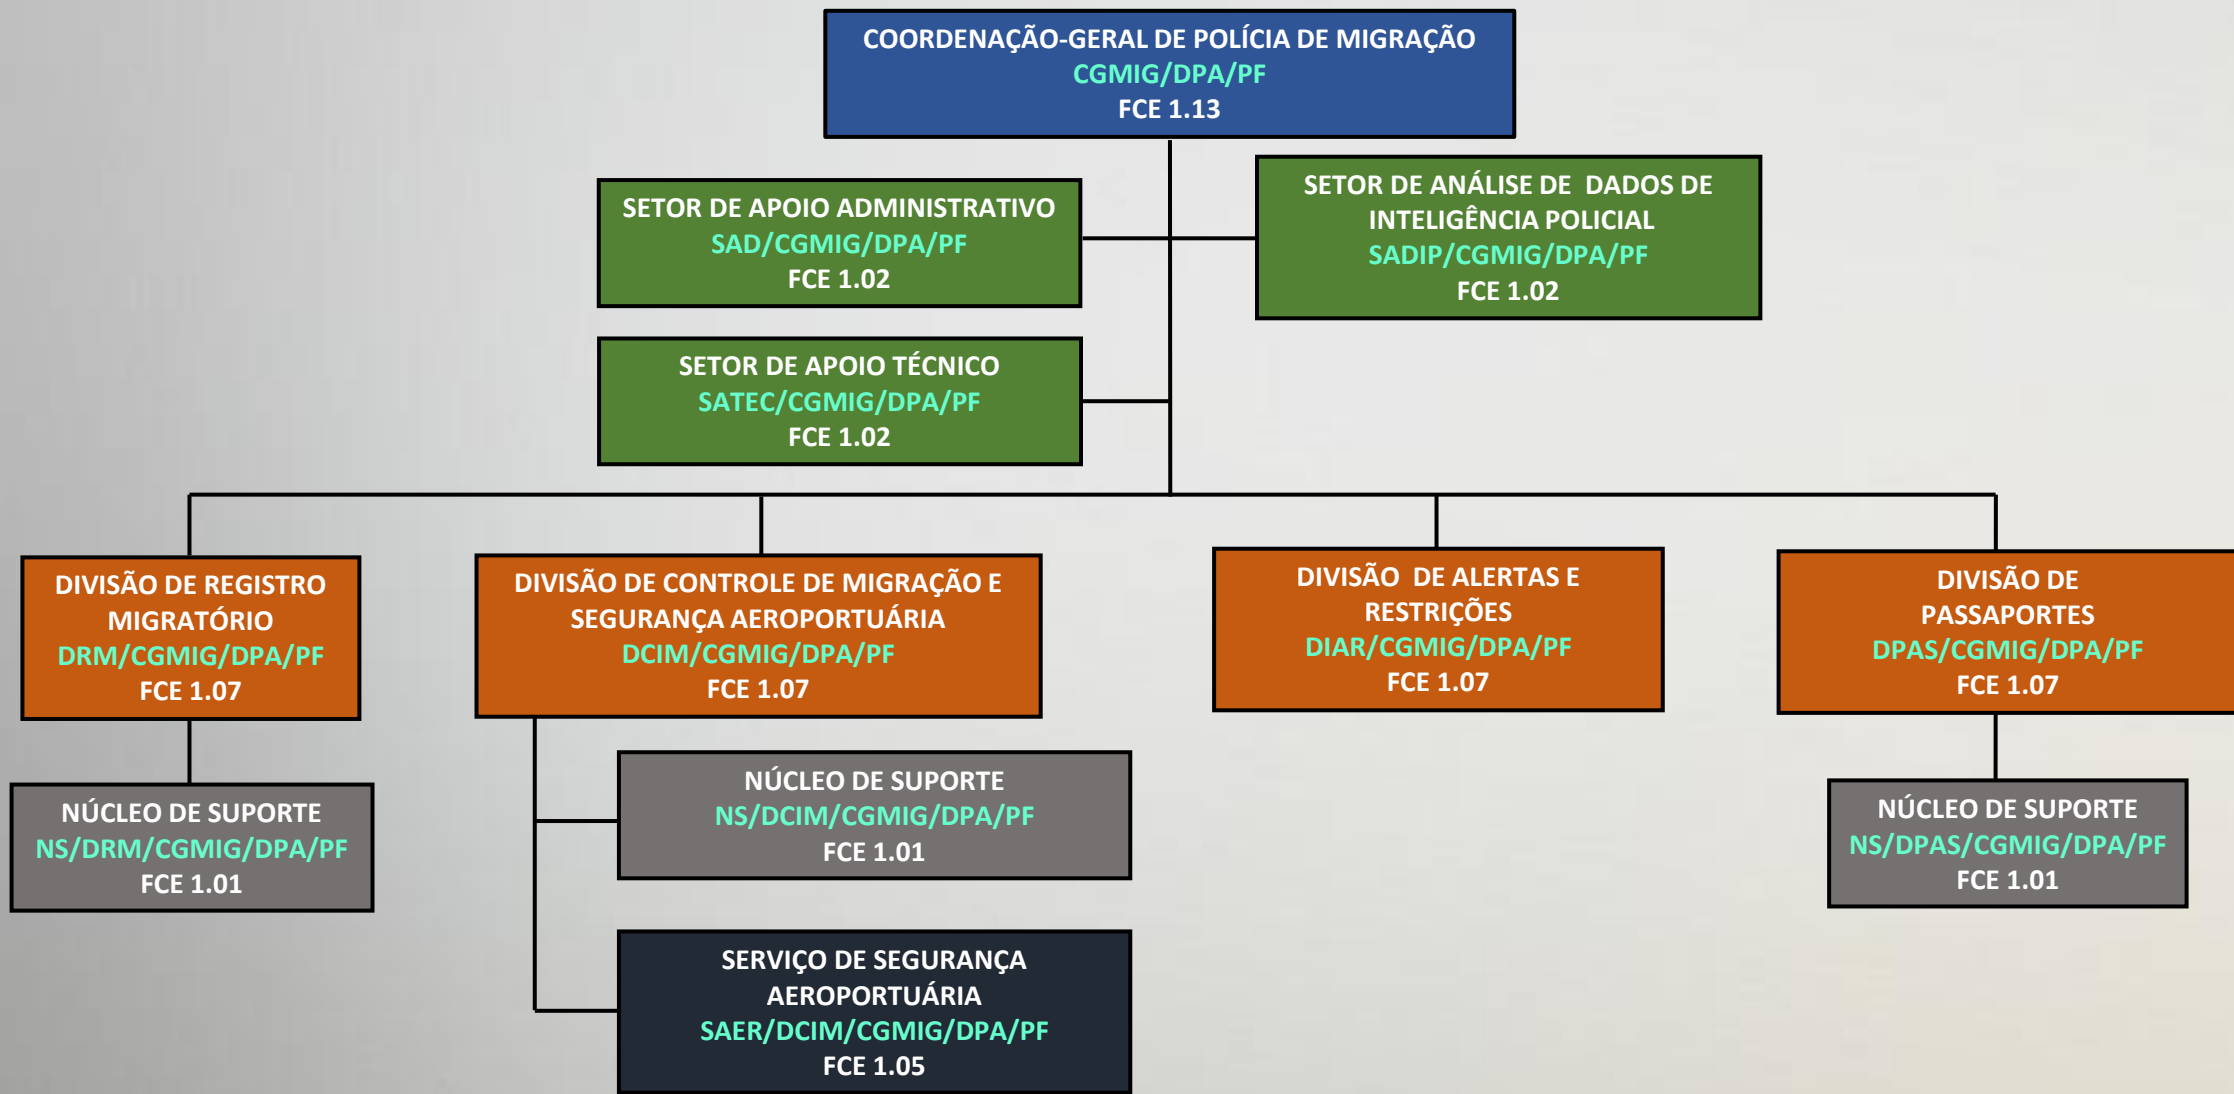 COORDENAÇÃO-GERAL DE POLÍCIA DE MIGRAÇÃO
CGMIG/DPA/PF
FCE 1.13
SETOR DE APOIO ADMINISTRATIVO
SAD/CGMIG/DPA/PF
FCE 1.02
SETOR DE ANÁLISE DE  DADOS DE
INTELIGÊNCIA POLICIAL
SADIP/CGMIG/DPA/PF
FCE 1.02
SETOR DE APOIO TÉCNICO
SATEC/CGMIG/DPA/PF
FCE 1.02
DIVISÃO DE REGISTRO
MIGRATÓRIO
DRM/CGMIG/DPA/PF
FCE 1.07
DIVISÃO DE CONTROLE DE MIGRAÇÃO E
SEGURANÇA AEROPORTUÁRIA
DCIM/CGMIG/DPA/PF
FCE 1.07
DIVISÃO  DE ALERTAS E
RESTRIÇÕES
DIAR/CGMIG/DPA/PF
FCE 1.07
DIVISÃO DE
PASSAPORTES
DPAS/CGMIG/DPA/PF
FCE 1.07
NÚCLEO DE SUPORTE
NS/DRM/CGMIG/DPA/PF
FCE 1.01
NÚCLEO DE SUPORTE
NS/DCIM/CGMIG/DPA/PF
FCE 1.01
NÚCLEO DE SUPORTE
NS/DPAS/CGMIG/DPA/PF
FCE 1.01
SERVIÇO DE SEGURANÇA
AEROPORTUÁRIA
SAER/DCIM/CGMIG/DPA/PF
FCE 1.05